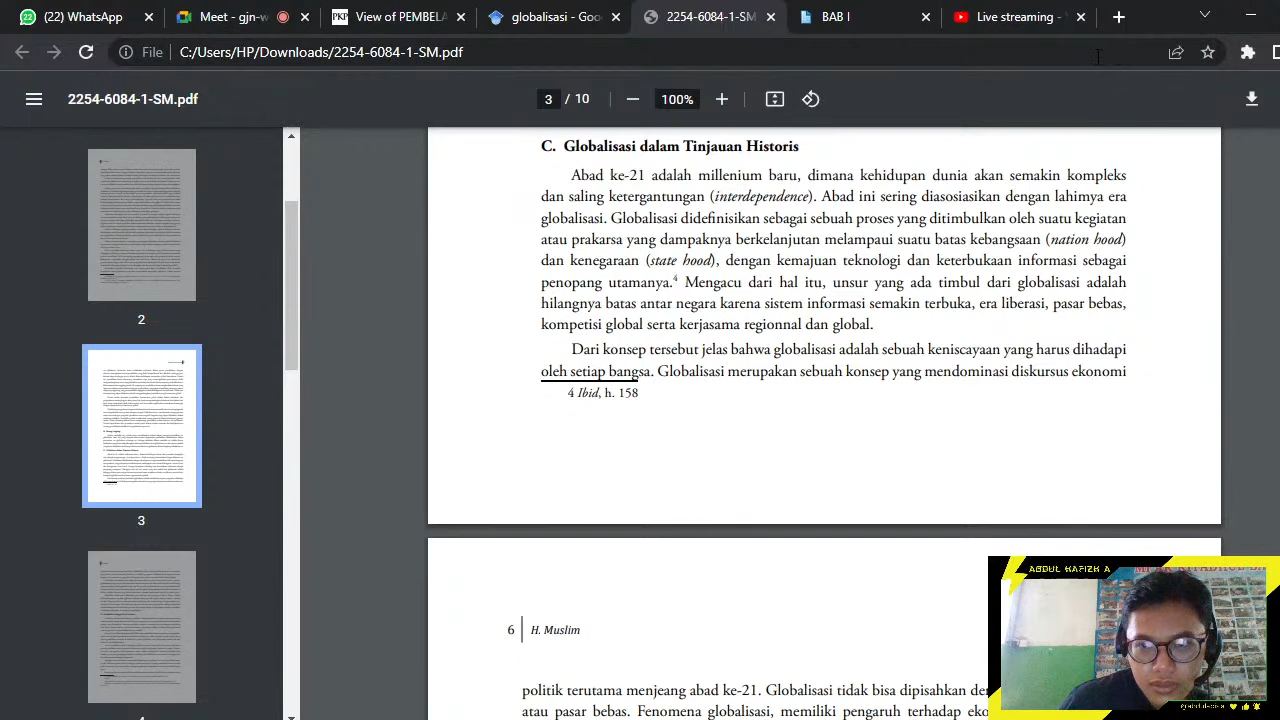 (22) WhatsApp
Meet - gjn-w
View of PEMBELA
globalisasi - Goo
2254-6084-1-SM
BAB I
Live streaming -
File C:/Users/HP/Downloads/2254-6084-1-SM.pdf
2254-6084-1-SM.pdf
3 / 10
100%
2
3
C. Globalisasi dalam Tinjauan Historis
Abad ke-21 adalah millenium baru, dimana kehidupan dunia akan semakin kompleks
dan saling ketergantungan (interdependence). Abad ini sering diasosiasikan dengan lahirnya era
globalisasi. Globalisasi didefinisikan sebagai sebuah proses yang ditimbulkan oleh suatu kegiatan
atau prakarsa yang dampaknya berkelanjutan melampaui suatu batas kebangsaan (nation hood)
dan kenegaraan (state hood), dengan kemajuan teknologi dan keterbukaan informasi sebagai
penopang utamanya.4 Mengacu dari hal itu, unsur yang ada timbul dari globalisasi adalah
hilangnya batas antar negara karena sistem informasi semakin terbuka, era liberasi, pasar bebas,
kompetisi global serta kerjasama regionnal dan global.
Dari konsep tersebut jelas bahwa globalisasi adalah sebuah keniscayaan yang harus dihadapi
oleh setiap bangsa. Globalisasi merupakan sebuah konsep yang mendominasi diskursus ekonomi
4 Ibid, h. 158
6 H. Muslim
politik terutama menjeang abad ke-21. Globalisasi tidak bisa dipisahkan
pasar bebas. Fenomena globalisasi, memiliki pengaruh terhadap
ABDUL HAFIZH A